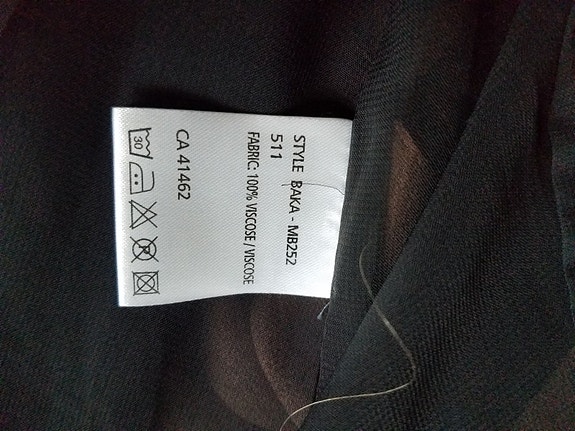 STYLE BAKA - MB252
511
FABRIC: 100% VISCOSE / VISCOSE
CA 41462
30
P